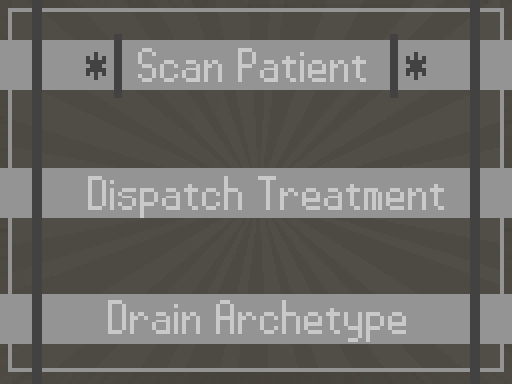 * Scan Patient *
Dispatch Treatment
Drain Archetype